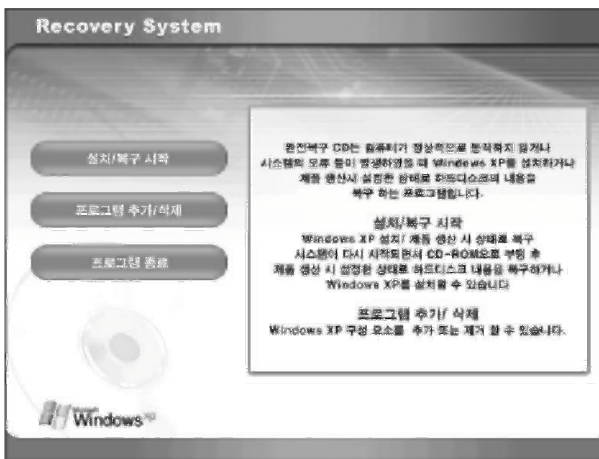 Recovery System
설치/복구 시작
프로그램 추가/삭제
프로그램 종료
완전복구 CD는 컴퓨터가 정상적으로 동작하지 않거나
시스템의 오류 등이 발생하였을 때 Windows XP를 설치하거나
제품 생산시 설정한 상태로 하드디스크의 내용을
복구 하는 프로그램입니다.
설치/복구 시작
Windows XP 설치/ 제품 생산 시 상태로 복구
시스템이 다시 시작되면서 CD-ROM으로 부팅 후
제품 생산 시 설정한 상태로 하드디스크 내용을 복구하거나
Windows XP를 설치할 수 있습니다
프로그램 추가/ 삭제
Windows XP 구성 요소를 추가 또는 제거 할 수 있습니다.
Microsoft
Windows xp